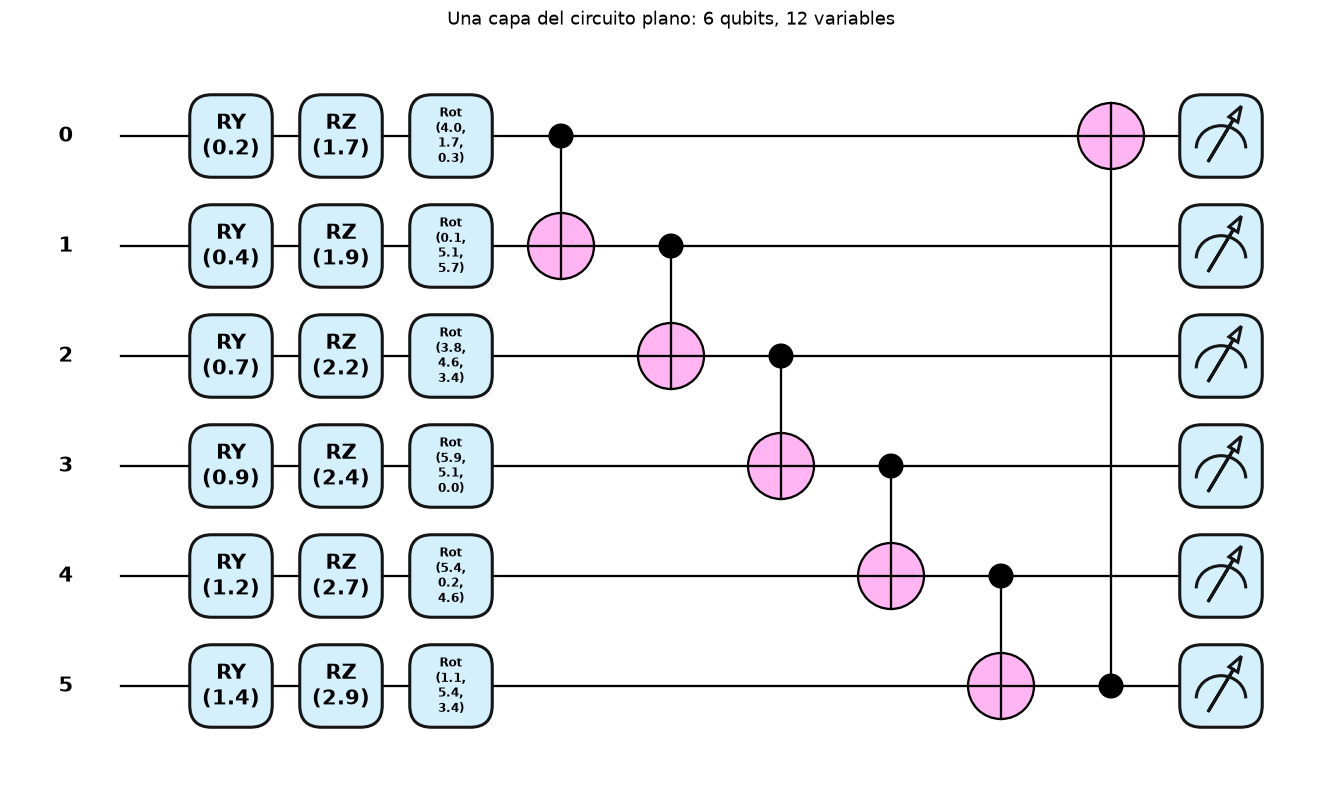 Una capa del circuito plano: 6 qubits, 12 variables
0
RY
(0.2)
RZ
(1.7)
Rot
(4.0,
1.7,
0.3)
1
RY
(0.4)
RZ
(1.9)
Rot
(0.1,
5.1,
5.7)
2
RY
(0.7)
RZ
(2.2)
Rot
(3.8,
4.6,
3.4)
3
RY
(0.9)
RZ
(2.4)
Rot
(5.9,
5.1,
0.0)
4
RY
(1.2)
RZ
(2.7)
Rot
(5.4,
0.2,
4.6)
5
RY
(1.4)
RZ
(2.9)
Rot
(1.1,
5.4,
3.4)